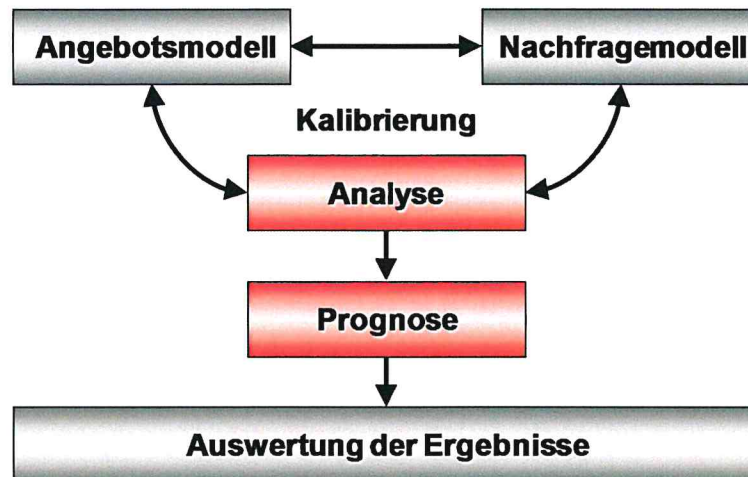 Angebotsmodell
Nachfragemodell
Kalibrierung
Analyse
Prognose
Auswertung der Ergebnisse